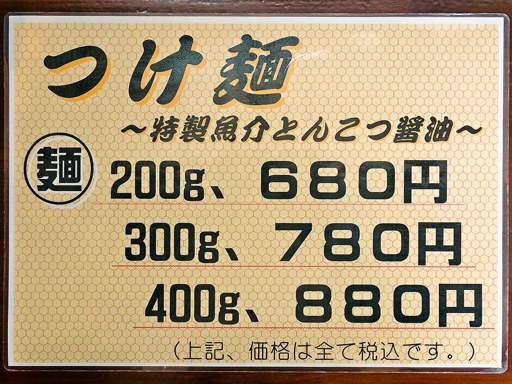 つけ麺
～特製魚介とんこつ醤油～
麺 200g、680円
300g、780円
400g、880円
（上記、価格は全て税込です。）